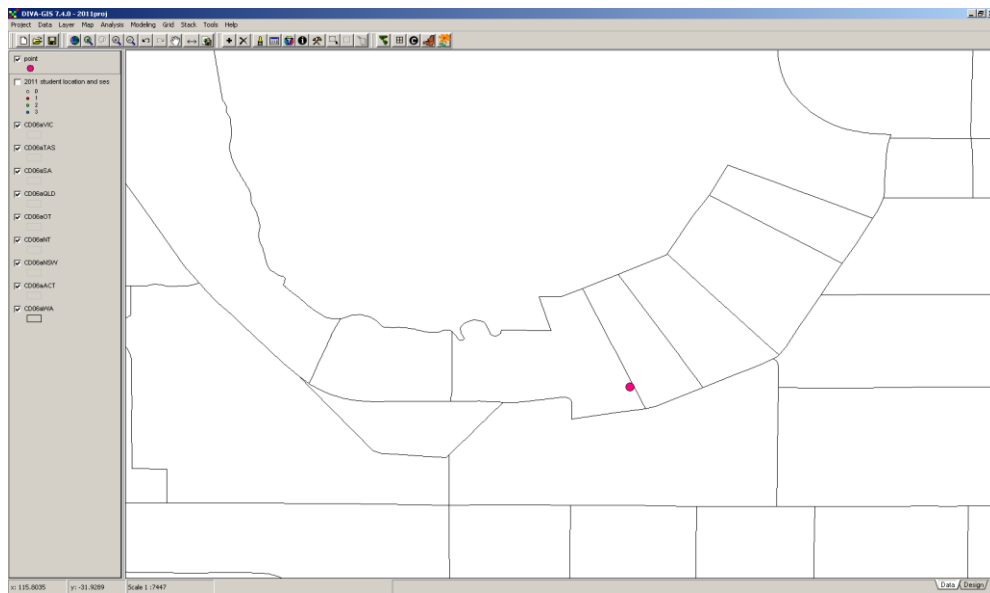 DIVA-GIS 7.4.0 - 2011proj
Project Data Layer Map Analysis Modeling Grid Stack Tools Help
point
2011 student location and ses
0
1
2
3
CD06aVIC
CD06aTAS
CD06aSA
CD06aQLD
CD06aOT
CD06aNT
CD06aNSW
CD06aACT
CD06aWA
x: 115.8035 y: -31.9289 Scale 1 :7447 Data Design